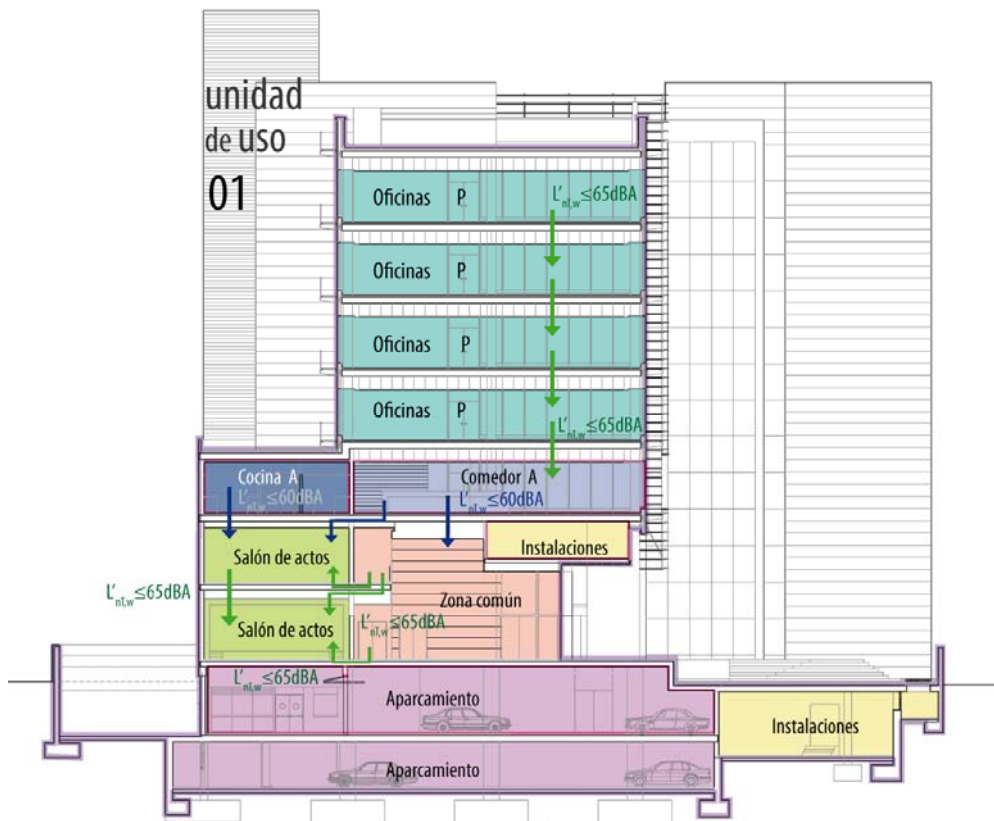 unidad
de uso
01
Oficinas P L'nT,w≤65dBA
Oficinas P
Oficinas P
Oficinas P
L'nT,w≤65dBA
Cocina A
L'nT,w≤60dBA
Comedor A
L'nT,w≤60dBA
Instalaciones
Salón de actos
L'nT,w≤65dBA
Zona común
Salón de actos
L'nT,w≤65dBA
L'nT,w≤65dBA
Aparcamiento
Instalaciones
Aparcamiento